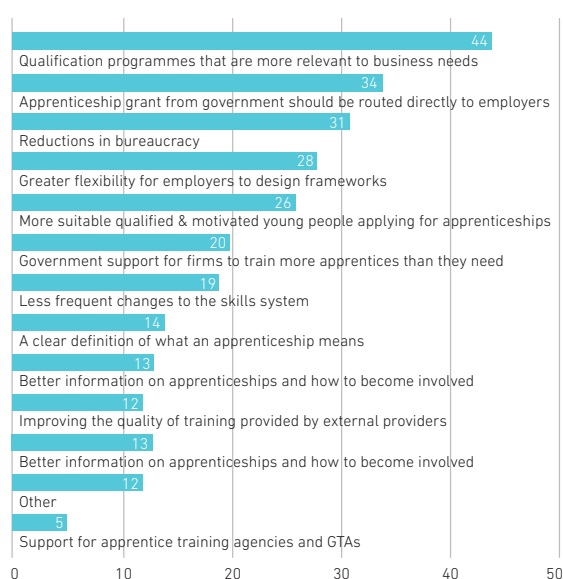 44
Qualification programmes that are more relevant to business needs
34
Apprenticeship grant from government should be routed directly to employers
31
Reductions in bureaucracy
28
Greater flexibility for employers to design frameworks
26
More suitable qualified & motivated young people applying for apprenticeships
20
Government support for firms to train more apprentices than they need
19
Less frequent changes to the skills system
14
A clear definition of what an apprenticeship means
13
Better information on apprenticeships and how to become involved
12
Improving the quality of training provided by external providers
13
Better information on apprenticeships and how to become involved
12
Other
5
Support for apprentice training agencies and GTAs
0 10 20 30 40 50